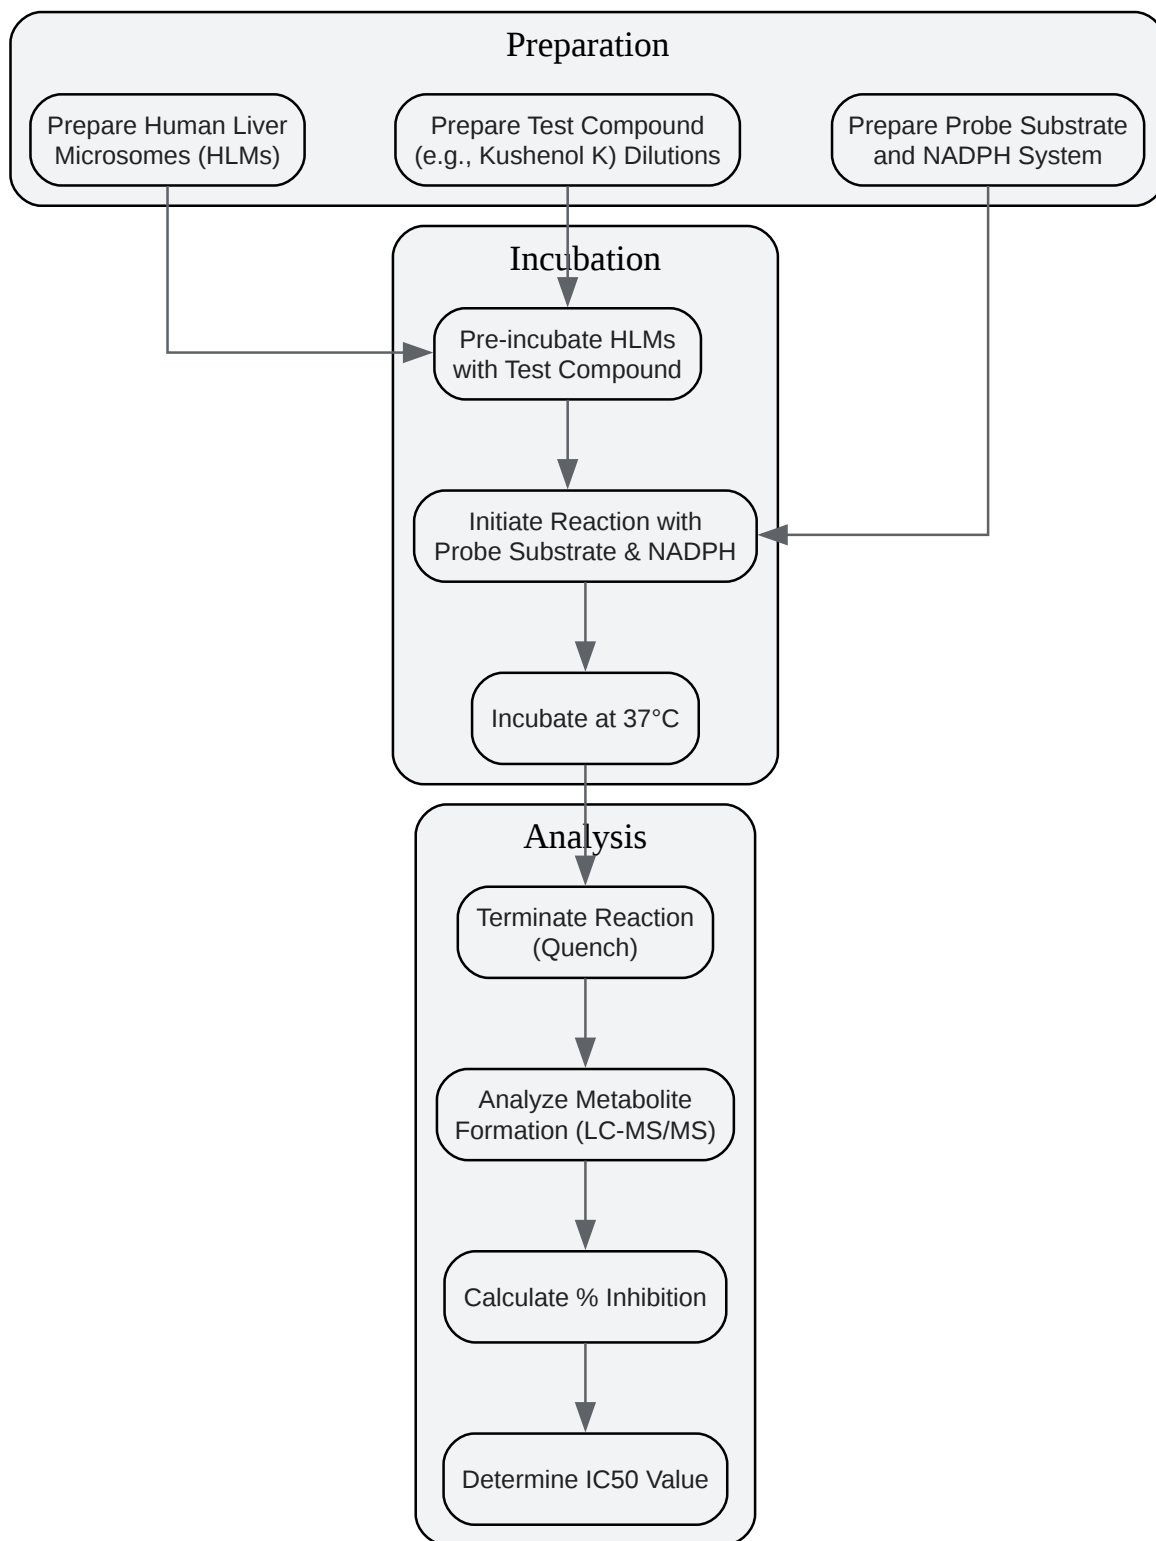 Preparation
Prepare Human Liver
Microsomes (HLMs)
Prepare Test Compound
(e.g., Kushenol K) Dilutions
Prepare Probe Substrate
and NADPH System
Incubation
Pre-incubate HLMs
with Test Compound
Initiate Reaction with
Probe Substrate & NADPH
Incubate at 37°C
Analysis
Terminate Reaction
(Quench)
Analyze Metabolite
Formation (LC-MS/MS)
Calculate % Inhibition
Determine IC50 Value